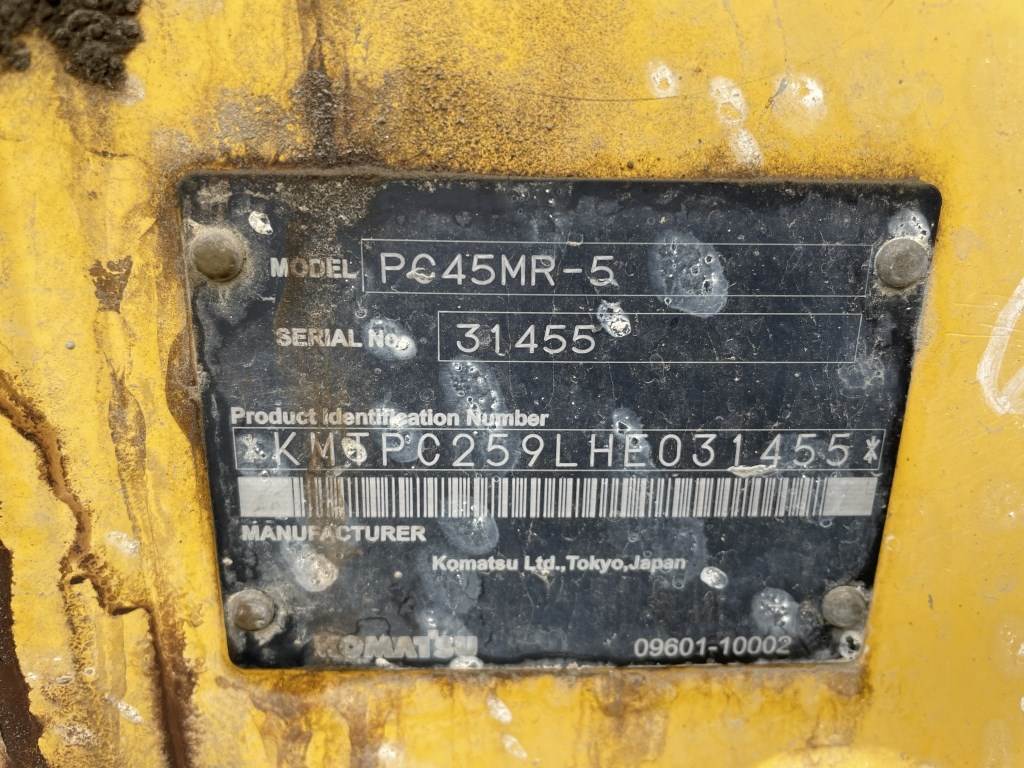 MODEL PC45MR-5
SERIAL No. 31455
Product Identification Number
*KMTPC259LHE031455*
MANUFACTURER
Komatsu Ltd.,Tokyo,Japan
KOMATSU 09601-10002